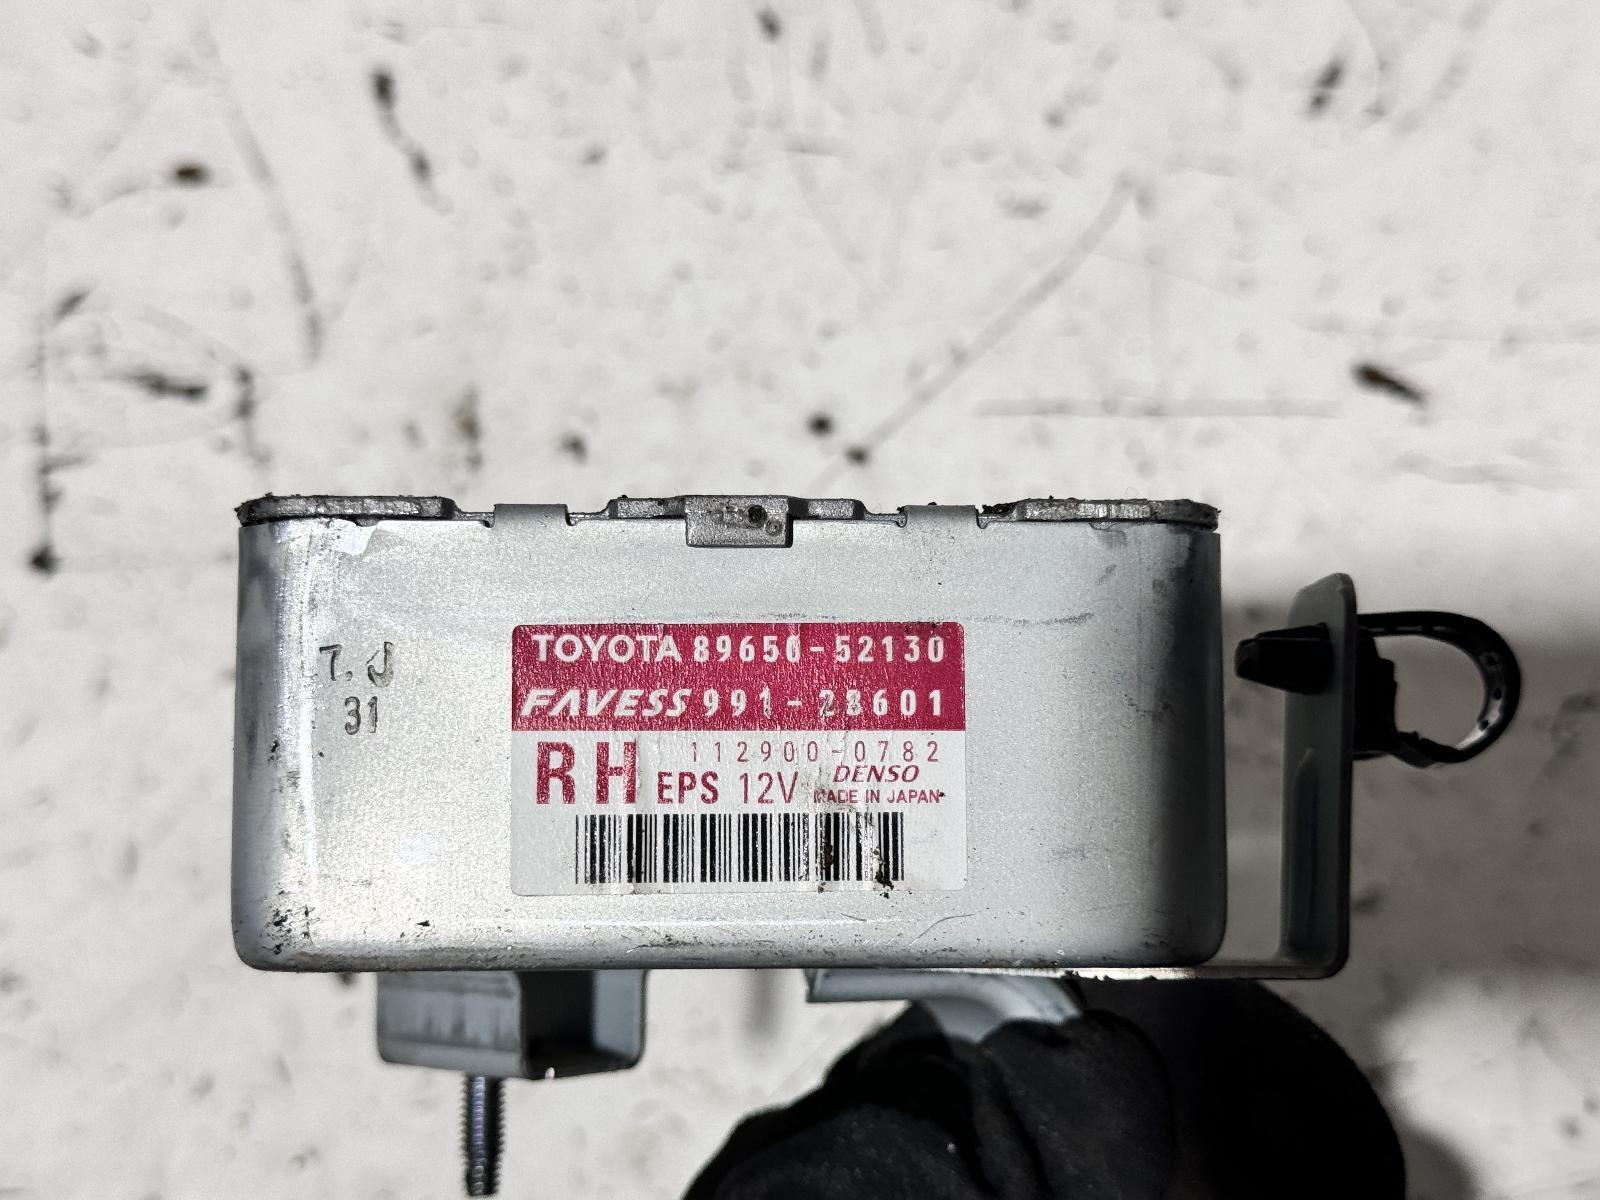 7. J
31
TOYOTA 89650-52130
FAVESS 991-28601
RH 112900-0782
EPS 12V DENSO
MADE IN JAPAN